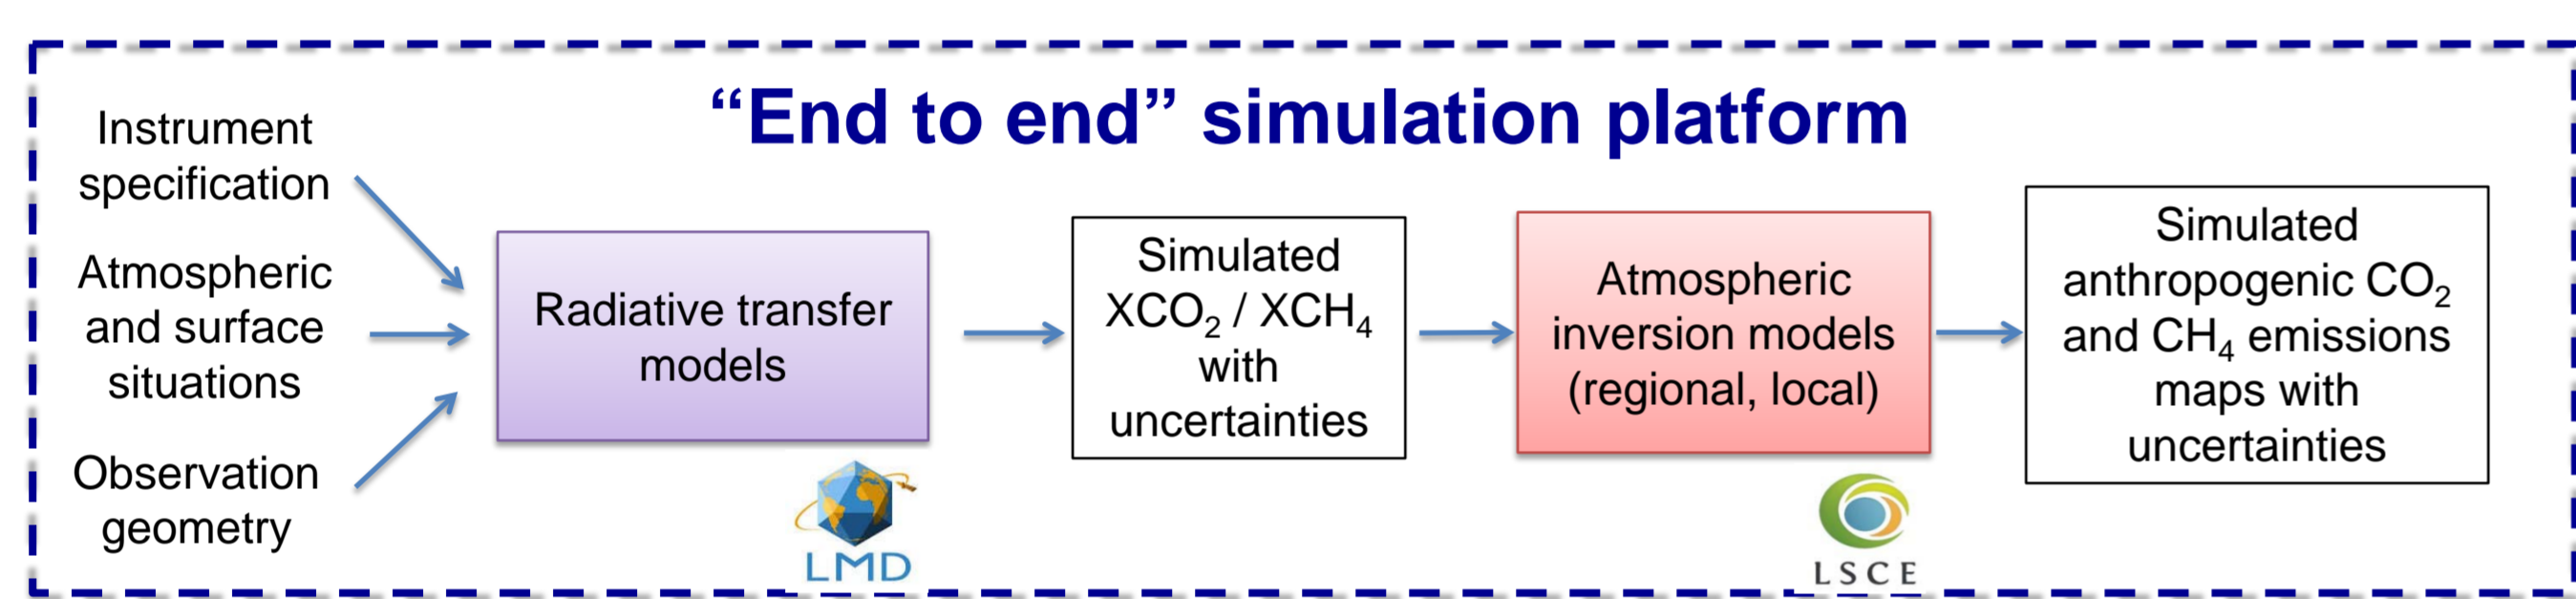 “End to end” simulation platform
Instrument
specification
Atmospheric
and surface
situations
Observation
geometry
Radiative transfer
models
LMD
Simulated
XCO₂ / XCH₄
with
uncertainties
Atmospheric
inversion models
(regional, local)
LSCE
Simulated
anthropogenic CO₂
and CH₄ emissions
maps with
uncertainties